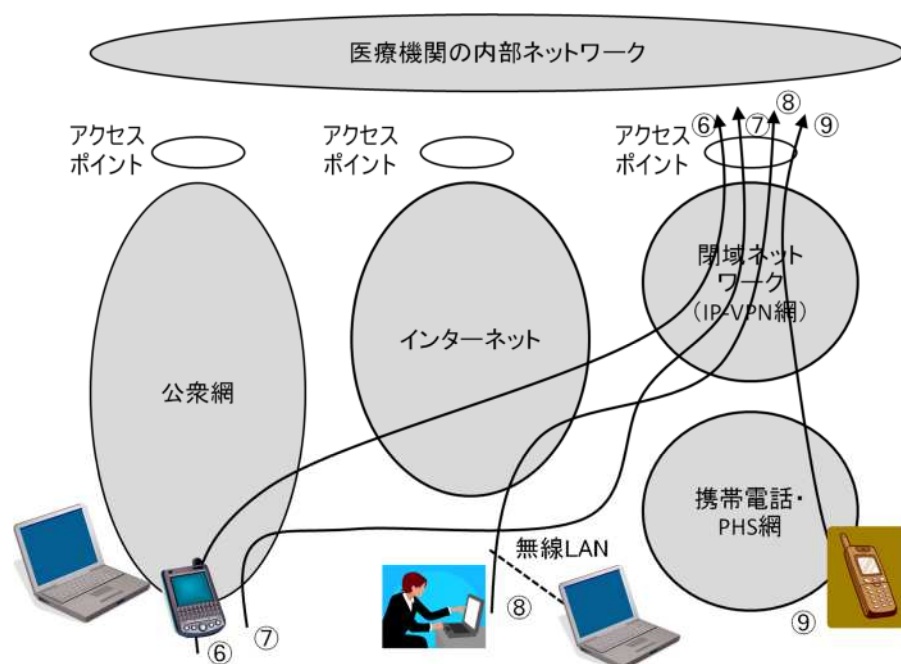 医療機関の内部ネットワーク
アクセス
ポイント
アクセス
ポイント
アクセス
ポイント
⑥
⑦
⑧
⑨
公衆網
インターネット
閉域ネット
ワーク
(IP-VPN網)
携帯電話・
PHS網
無線LAN
⑥
⑦
⑧
⑨